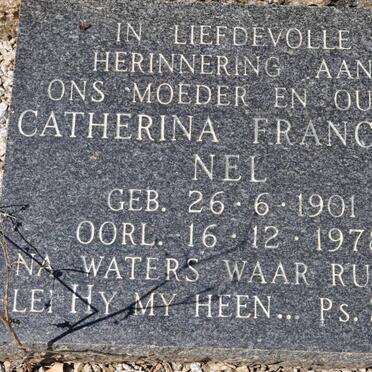 IN LIEFDEVOLLE
HERINNERING AAN
ONS MOEDER EN OU
CATHERINA FRANC
NEL
GEB. 26·6·1901
OORL. 16·12·1978
NA WATERS WAAR RU
LEI HY MY HEEN... PS.